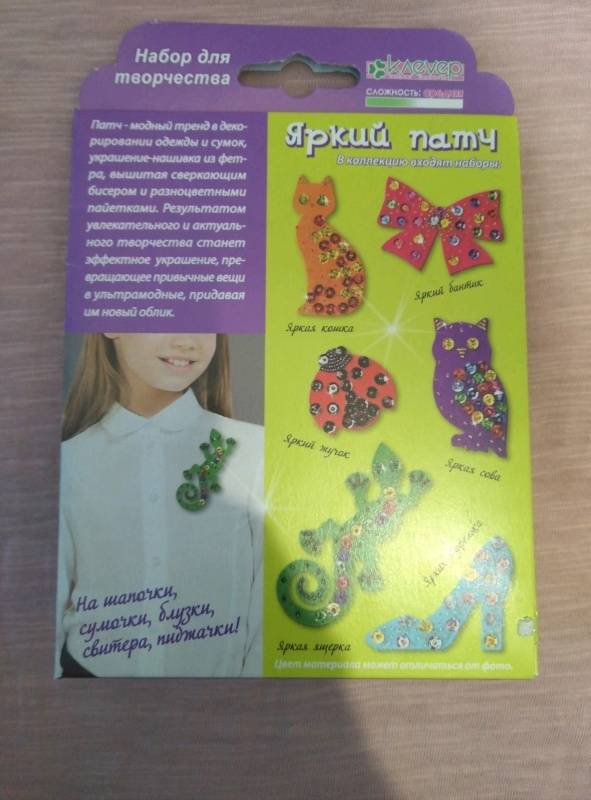 Набор для
творчества
клевер
СЛОЖНОСТЬ: средняя
Патч - модный тренд в деко-
рировании одежды и сумок,
украшение-нашивка из фет-
ра, вышитая сверкающим
бисером и разноцветными
пайетками. Результатом
увлекательного и актуаль-
ного творчества станет
эффектное украшение, пре-
вращающее привычные вещи
в ультрамодные, придавая
им новый облик.
На шапочки,
сумочки, блузки,
свитера, пиджачки!
Яркий патч
В коллекцию входят наборы:
Яркая кошка
Яркий бантик
Яркий жучок
Яркая сова
Яркая ящерка
Яркая
Цвет материала может отличаться от фото.